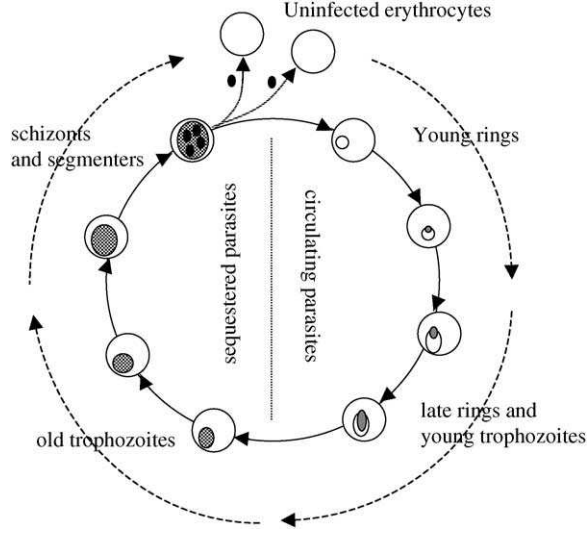 Uninfected erythrocytes
schizonts
and segmenters
Young rings
sequestered parasites
circulating parasites
late rings and
young trophozoites
old trophozoites